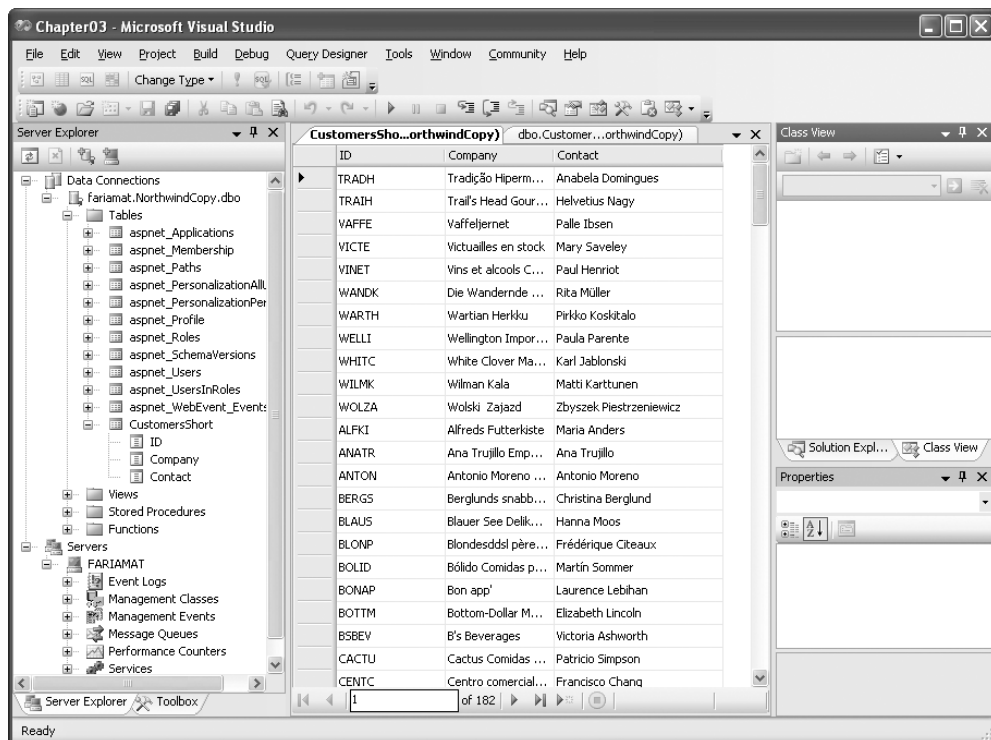 Chapter03 - Microsoft Visual Studio
File Edit View Project Build Debug Query Designer Tools Window Community Help
SQL Change Type SQL
Server Explorer
Data Connections
fariamat.NorthwindCopy.dbo
Tables
aspnet_Applications
aspnet_Membership
aspnet_Paths
aspnet_PersonalizationAllU
aspnet_PersonalizationPer
aspnet_Profile
aspnet_Roles
aspnet_SchemaVersions
aspnet_Users
aspnet_UsersInRoles
aspnet_WebEvent_Events
CustomersShort
ID
Company
Contact
Views
Stored Procedures
Functions
Servers
FARIAMAT
Event Logs
Management Classes
Management Events
Message Queues
Performance Counters
Services
Server Explorer Toolbox
CustomersSho...orthwindCopy) dbo.Customer...orthwindCopy)
ID Company Contact
TRADH Tradição Hiperm... Anabela Domingues
TRAIH Trail's Head Gour... Helvetius Nagy
VAFFE Vaffeljernet Palle Ibsen
VICTE Victuailles en stock Mary Saveley
VINET Vins et alcools C... Paul Henriot
WANDK Die Wandernde ... Rita Müller
WARTH Wartian Herkku Pirkko Koskitalo
WELLI Wellington Impor... Paula Parente
WHITC White Clover Ma... Karl Jablonski
WILMK Wilman Kala Matti Karttunen
WOLZA Wolski Zajazd Zbyszek Piestrzeniewicz
ALFKI Alfreds Futterkiste Maria Anders
ANATR Ana Trujillo Emp... Ana Trujillo
ANTON Antonio Moreno ... Antonio Moreno
BERGS Berglunds snabb... Christina Berglund
BLAUS Blauer See Delik... Hanna Moos
BLONP Blondesddsl père... Frédérique Citeaux
BOLID Bólido Comidas p... Martín Sommer
BONAP Bon app' Laurence Lebihan
BOTTM Bottom-Dollar M... Elizabeth Lincoln
BSBEV B's Beverages Victoria Ashworth
CACTU Cactus Comidas ... Patricio Simpson
CENTC Centro comercial... Francisco Chang
1 of 182
Class View
Solution Expl... Class View
Properties
Ready